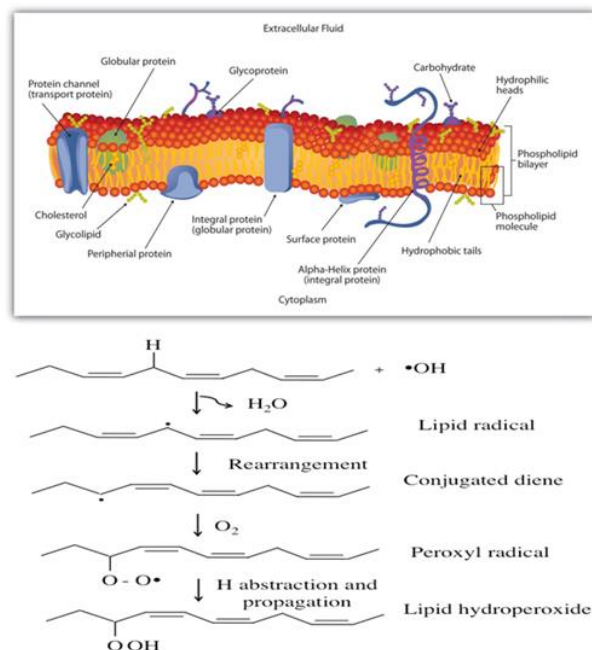 Extracellular Fluid
Globular protein
Protein channel
(transport protein)
Glycoprotein
Carbohydrate
Hydrophilic
heads
Phospholipid
bilayer
Cholesterol
Glycolipid
Peripherial protein
Integral protein
(globular protein)
Surface protein
Alpha-Helix protein
(integral protein)
Hydrophobic tails
Phospholipid
molecule
Cytoplasm
H
+ •OH
H2O
Lipid radical
Rearrangement
Conjugated diene
O2
Peroxyl radical
O - O•
H abstraction and
propagation
Lipid hydroperoxide
O OH